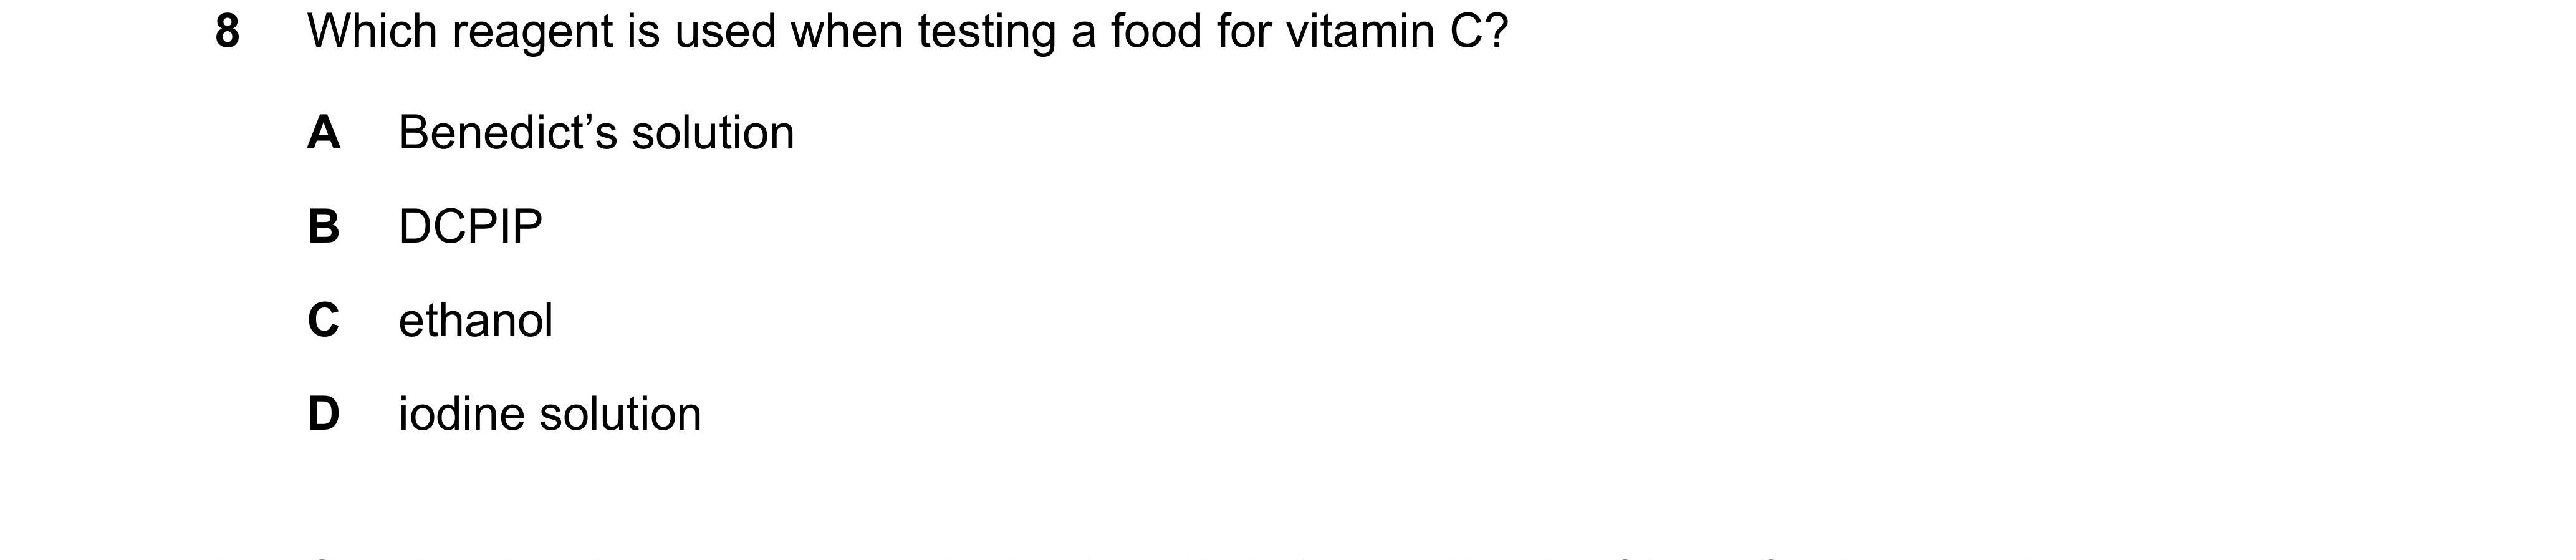 8 Which reagent is used when testing a food for vitamin C?
A Benedict’s solution
B DCPIP
C ethanol
D iodine solution